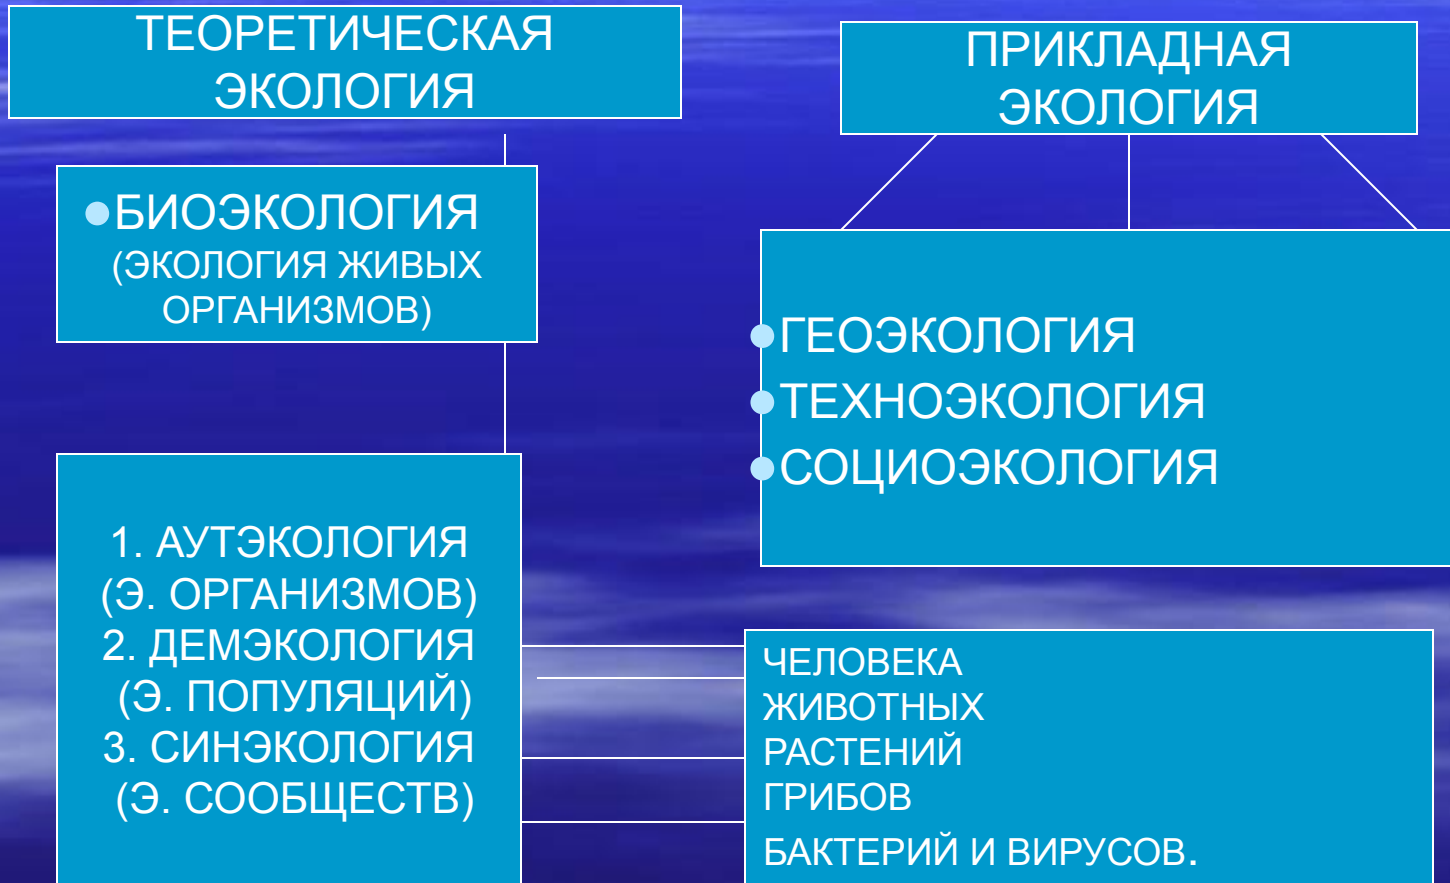 ТЕОРЕТИЧЕСКАЯ
ЭКОЛОГИЯ
ПРИКЛАДНАЯ
ЭКОЛОГИЯ
●БИОЭКОЛОГИЯ
(ЭКОЛОГИЯ ЖИВЫХ
ОРГАНИЗМОВ)
●ГЕОЭКОЛОГИЯ
●ТЕХНОЭКОЛОГИЯ
●СОЦИОЭКОЛОГИЯ
1. АУТЭКОЛОГИЯ
(Э. ОРГАНИЗМОВ)
2. ДЕМЭКОЛОГИЯ
(Э. ПОПУЛЯЦИЙ)
3. СИНЭКОЛОГИЯ
(Э. СООБЩЕСТВ)
ЧЕЛОВЕКА
ЖИВОТНЫХ
РАСТЕНИЙ
ГРИБОВ
БАКТЕРИЙ И ВИРУСОВ.